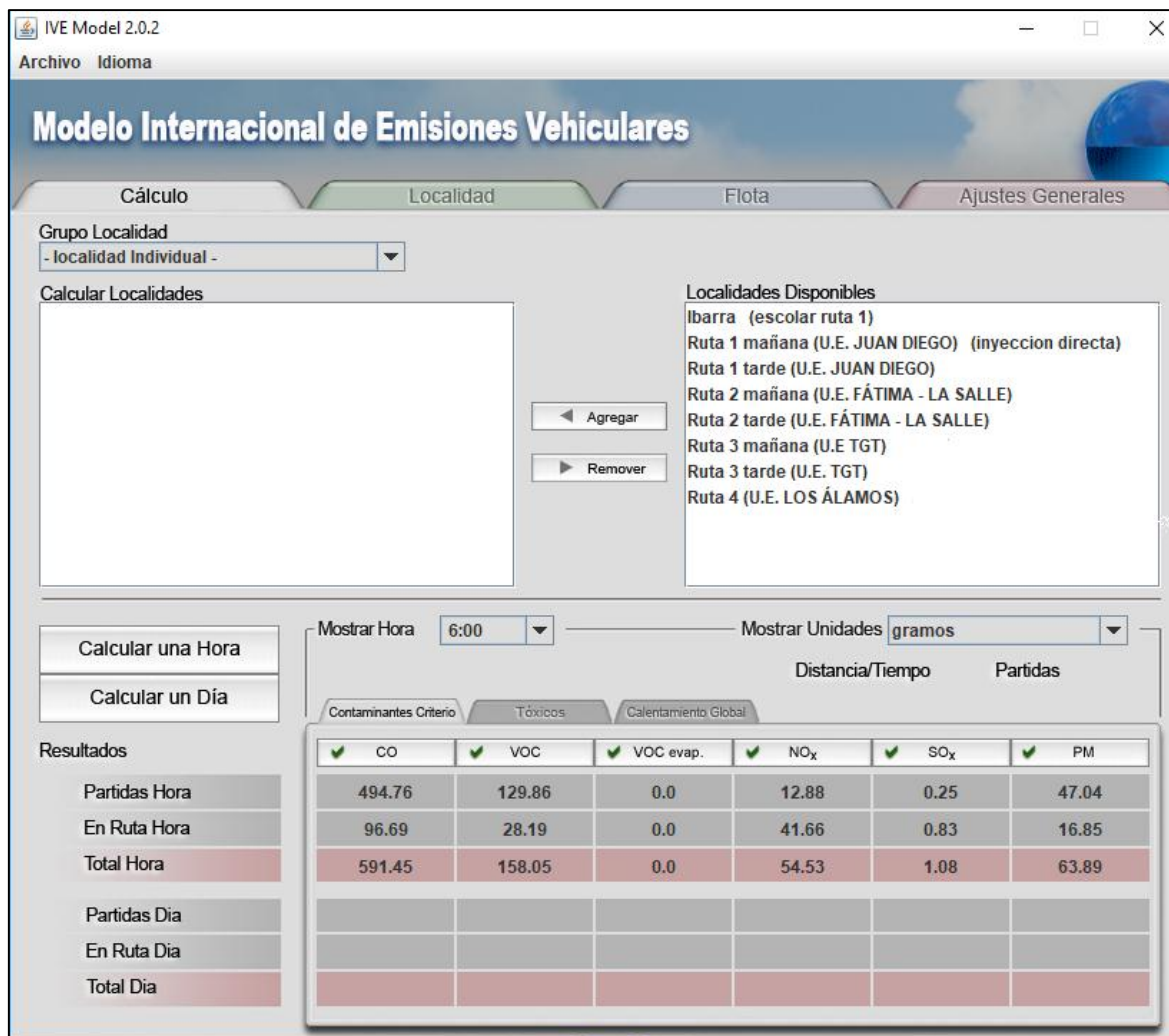 IVE Model 2.0.2
Archivo Idioma
Modelo Internacional de Emisiones Vehiculares
Cálculo Localidad Flota Ajustes Generales
Grupo Localidad
- localidad Individual -
Calcular Localidades
Localidades Disponibles
Ibarra (escolar ruta 1)
Ruta 1 mañana (U.E. JUAN DIEGO) (inyeccion directa)
Ruta 1 tarde (U.E. JUAN DIEGO)
Ruta 2 mañana (U.E. FÁTIMA - LA SALLE)
Ruta 2 tarde (U.E. FÁTIMA - LA SALLE)
Ruta 3 mañana (U.E TGT)
Ruta 3 tarde (U.E. TGT)
Ruta 4 (U.E. LOS ÁLAMOS)
Agregar
Remover
Calcular una Hora
Calcular un Día
Mostrar Hora 6:00 Mostrar Unidades gramos
Distancia/Tiempo Partidas
Contaminantes Criterio Tóxicos Calentamiento Global
Resultados CO VOC VOC evap. NOx SOx PM
Partidas Hora 494.76 129.86 0.0 12.88 0.25 47.04
En Ruta Hora 96.69 28.19 0.0 41.66 0.83 16.85
Total Hora 591.45 158.05 0.0 54.53 1.08 63.89
Partidas Dia
En Ruta Dia
Total Dia